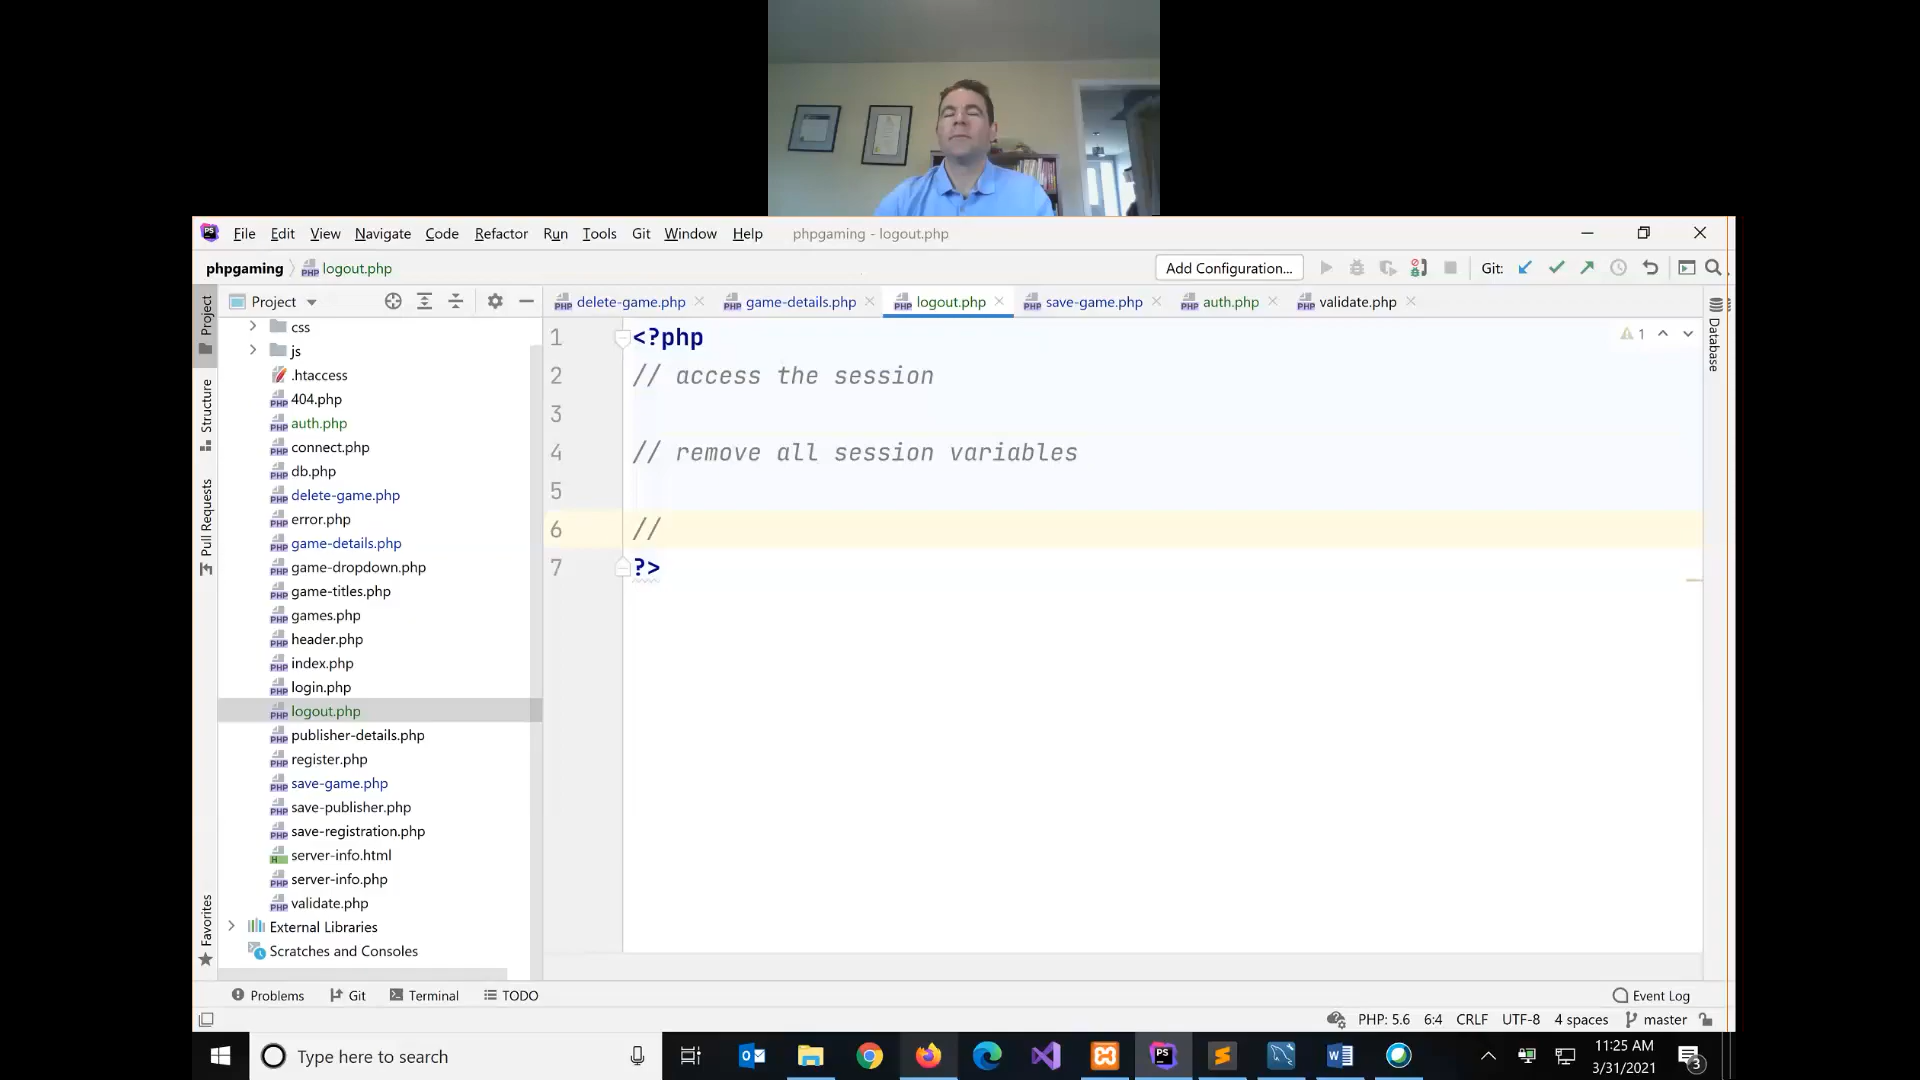 File Edit View Navigate Code Refactor Run Tools Git Window Help phpgaming - logout.php
phpgaming logout.php Add Configuration... Git:
Project
delete-game.php game-details.php logout.php save-game.php auth.php validate.php
css
js
.htaccess
404.php
auth.php
connect.php
db.php
delete-game.php
error.php
game-details.php
game-dropdown.php
game-titles.php
games.php
header.php
index.php
login.php
logout.php
publisher-details.php
register.php
save-game.php
save-publisher.php
save-registration.php
server-info.html
server-info.php
validate.php
External Libraries
Scratches and Consoles
Project
Structure
Pull Requests
Favorites
1 <?php
2 // access the session
3
4 // remove all session variables
5
6 //
7 ?>
1
Database
Problems Git Terminal TODO Event Log
PHP: 5.6 6:4 CRLF UTF-8 4 spaces master
Type here to search
11:25 AM
3/31/2021
3